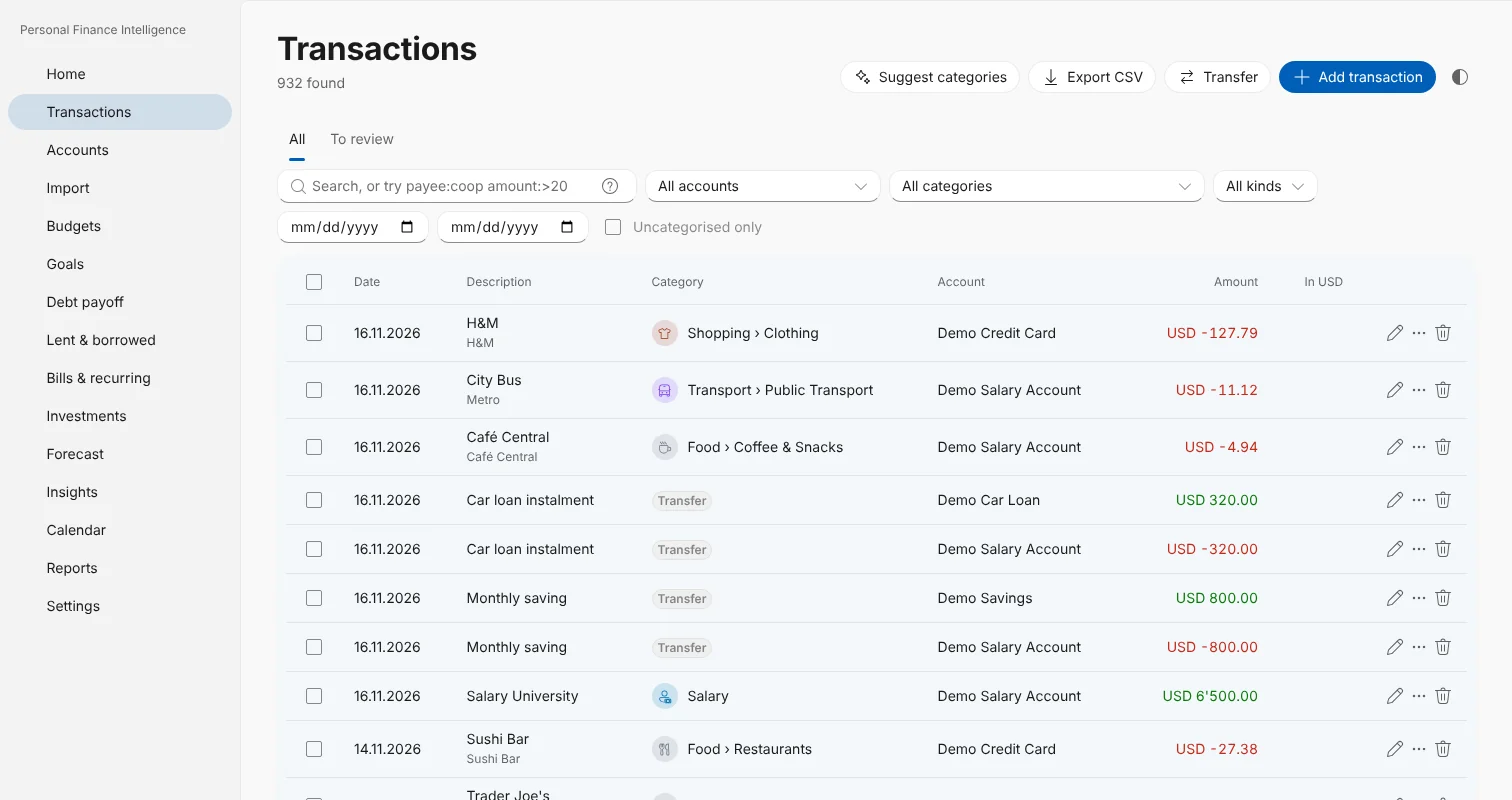 Personal Finance Intelligence
Home
Transactions
Accounts
Import
Budgets
Goals
Debt payoff
Lent & borrowed
Bills & recurring
Investments
Forecast
Insights
Calendar
Reports
Settings
Transactions
932 found
Suggest categories
Export CSV
Transfer
Add transaction
All To review
Search, or try payee:coop amount:>20 All accounts All categories All kinds
mm/dd/yyyy mm/dd/yyyy Uncategorised only
Date Description Category Account Amount In USD
16.11.2026 H&M Shopping › Clothing Demo Credit Card USD -127.79
H&M
16.11.2026 City Bus Transport › Public Transport Demo Salary Account USD -11.12
Metro
16.11.2026 Café Central Food › Coffee & Snacks Demo Salary Account USD -4.94
Café Central
16.11.2026 Car loan instalment Transfer Demo Car Loan USD 320.00
16.11.2026 Car loan instalment Transfer Demo Salary Account USD -320.00
16.11.2026 Monthly saving Transfer Demo Savings USD 800.00
16.11.2026 Monthly saving Transfer Demo Salary Account USD -800.00
16.11.2026 Salary University Salary Demo Salary Account USD 6'500.00
14.11.2026 Sushi Bar Food › Restaurants Demo Credit Card USD -27.38
Sushi Bar
Trader Joe's